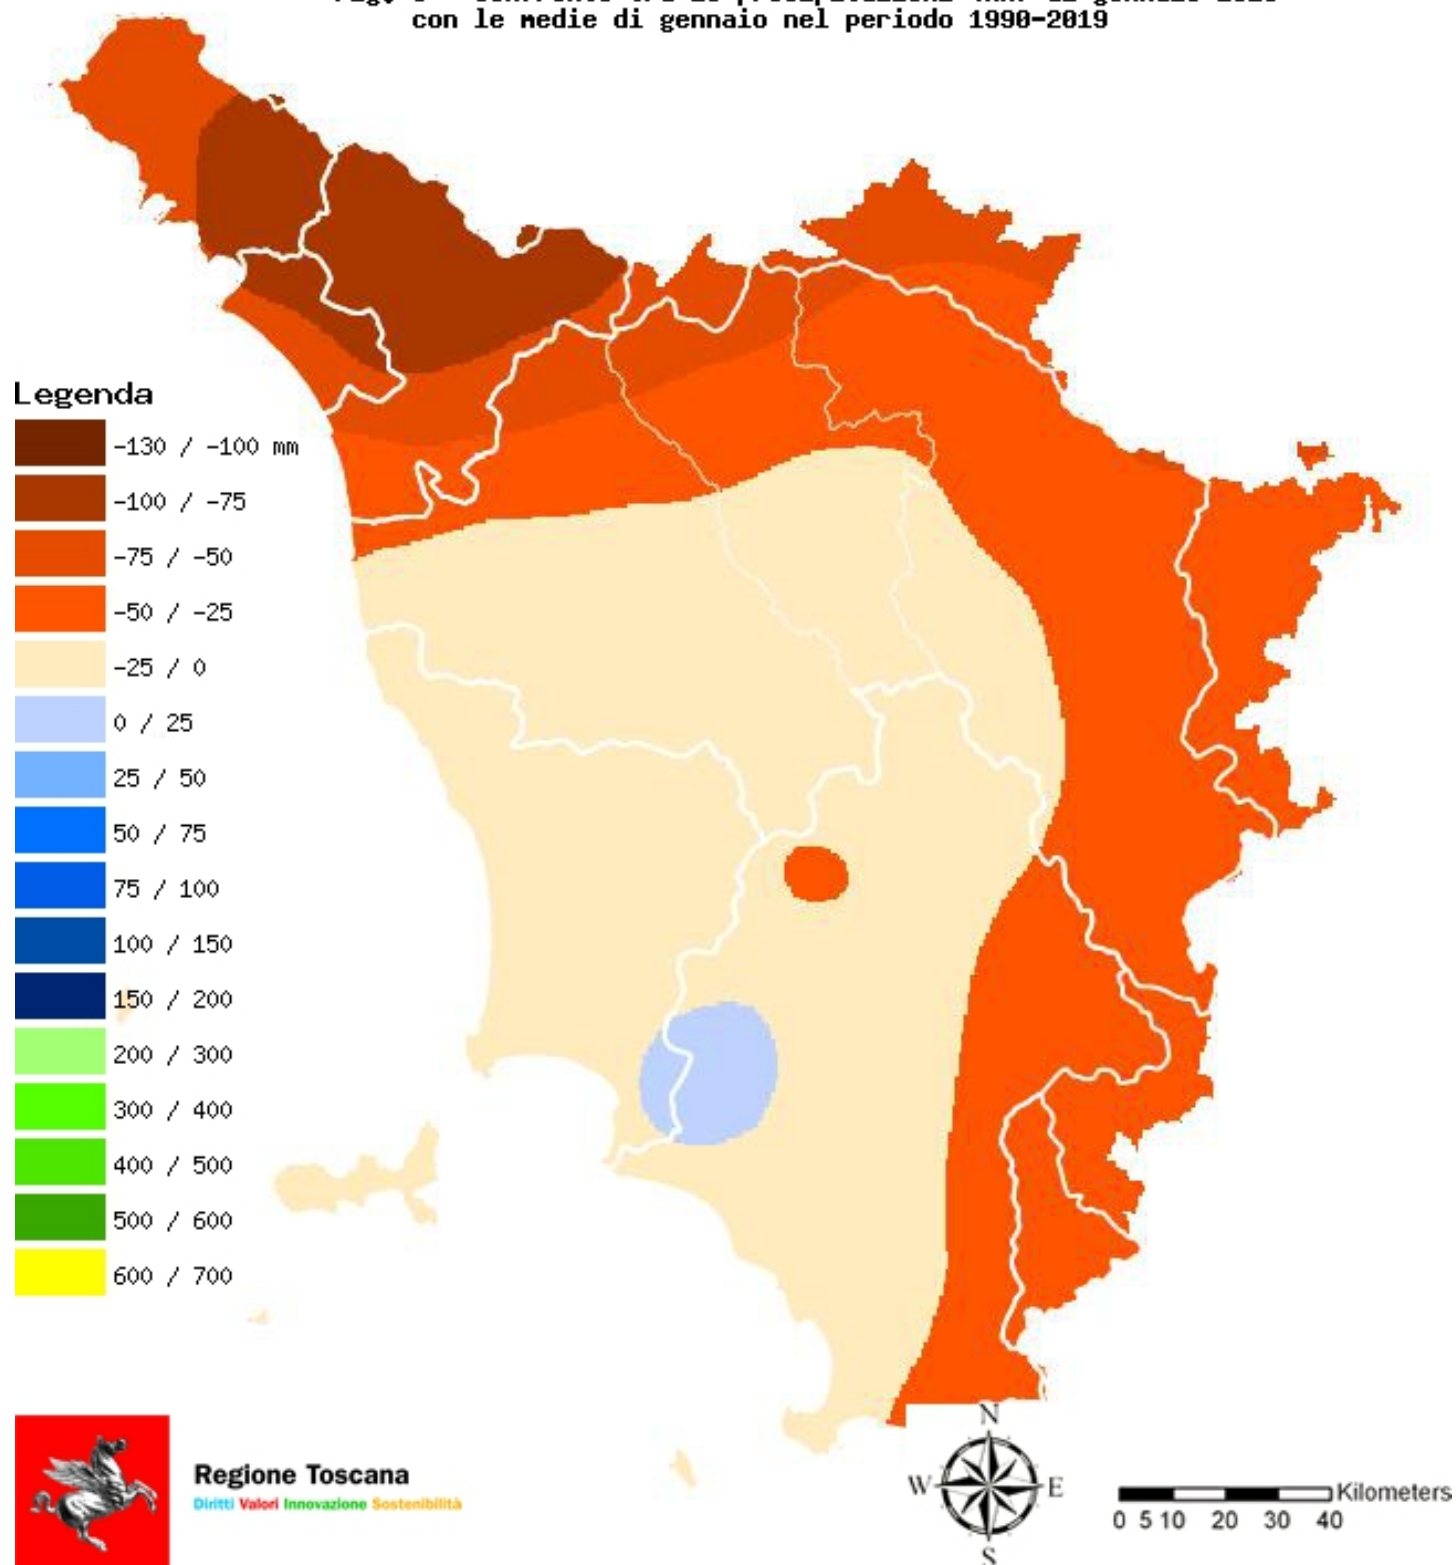 con le medie di gennaio nel periodo 1990-2019
Legenda
-130 / -100 mm
-100 / -75
-75 / -50
-50 / -25
-25 / 0
0 / 25
25 / 50
50 / 75
75 / 100
100 / 150
150 / 200
200 / 300
300 / 400
400 / 500
500 / 600
600 / 700
N
W E
S
Kilometers
0 5 10 20 30 40
Regione Toscana
Diritti Valori Innovazione Sostenibilità